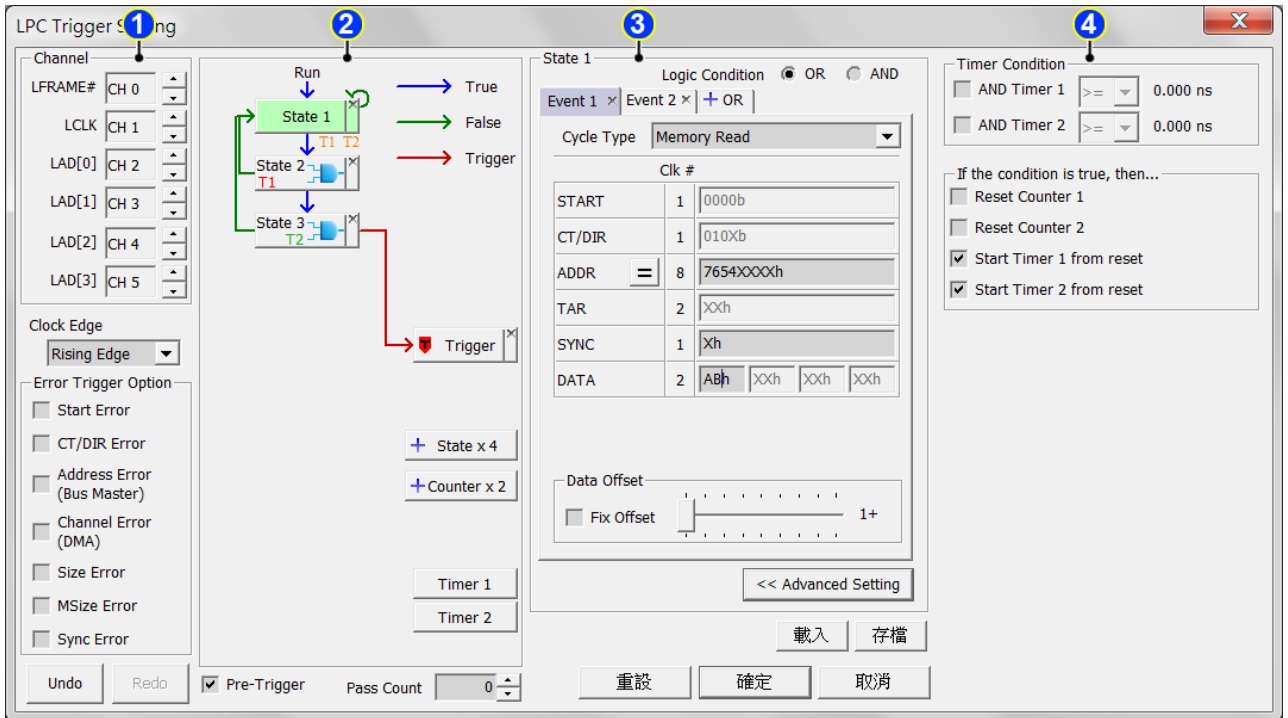 LPC Trigger S 1 ng
2
3
4
X
Channel
LFRAME# CH 0
LCLK CH 1
LAD[0] CH 2
LAD[1] CH 3
LAD[2] CH 4
LAD[3] CH 5
Clock Edge
Rising Edge
Error Trigger Option
Start Error
CT/DIR Error
Address Error
(Bus Master)
Channel Error
(DMA)
Size Error
MSize Error
Sync Error
Undo Redo
Run
True
False
Trigger
State 1
T1 T2
State 2
T1
State 3
T2
T Trigger
+ State x 4
+ Counter x 2
Timer 1
Timer 2
Pre-Trigger Pass Count 0
State 1
Logic Condition OR AND
Event 1 × Event 2 × + OR
Cycle Type Memory Read
Clk #
START 1 0000b
CT/DIR 1 010Xb
ADDR = 8 7654XXXXh
TAR 2 XXh
SYNC 1 Xh
DATA 2 ABh XXh XXh XXh
Data Offset
Fix Offset 1+
<< Advanced Setting
載入 存檔
重設 確定 取消
Timer Condition
AND Timer 1 >= 0.000 ns
AND Timer 2 >= 0.000 ns
If the condition is true, then...
Reset Counter 1
Reset Counter 2
Start Timer 1 from reset
Start Timer 2 from reset